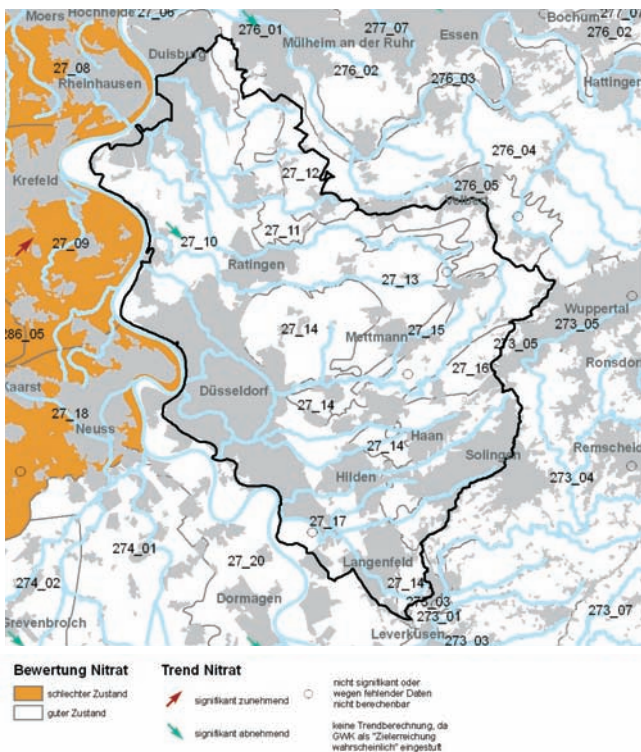 Moers
Hochheide
27_06
Duisburg
276_01
Mülheim an der Ruhr
277_07
Essen
Bochum
277_0
276_02
27_08
Rheinhausen
276_02
276_03
Hattingen
276_04
27_12
276_05
Krefeld
27_11
27_10
27_09
Ratingen
27_13
Wuppertal
286_05
27_14
Mettmann
27_15
273_05
273_05
Ronsdo
27_16
Kaarst
Düsseldorf
27_14
27_18
Neuss
27_14
Haan
Solingen
Remscheid
Hilden
273_04
27_17
274_01
27_20
Langenfeld
274_02
27_14
Dormagen
273_03
273_01
273_07
Grevenbroich
Leverkusen
273_03
Bewertung Nitrat
schlechter Zustand
guter Zustand
Trend Nitrat
signifikant zunehmend
signifikant abnehmend
nicht signifikant oder
wegen fehlender Daten
nicht berechenbar
keine Trendberechnung, da
GWK als "Zielerreichung
wahrscheinlich" eingestuft